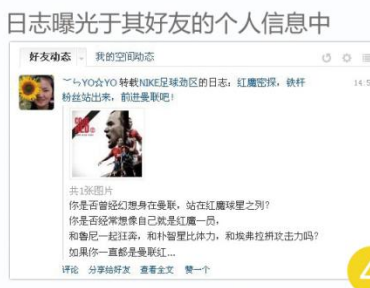 日志曝光于其好友的个人信息中
好友动态 我的空间动态
YO☆YO 转载NIKE足球劲区的日志：红魔密探，铁杆
粉丝站出来，前进曼联吧！
共1张图片
你是否曾经幻想身在曼联，站在红魔球星之列？
你是否经常想像自己就是红魔一员，
和鲁尼一起狂奔，和朴智星比体力，和埃弗拉拼攻击力吗？
如果你一直都是曼联红...
评论 分享给好友 查看全文 赞一个